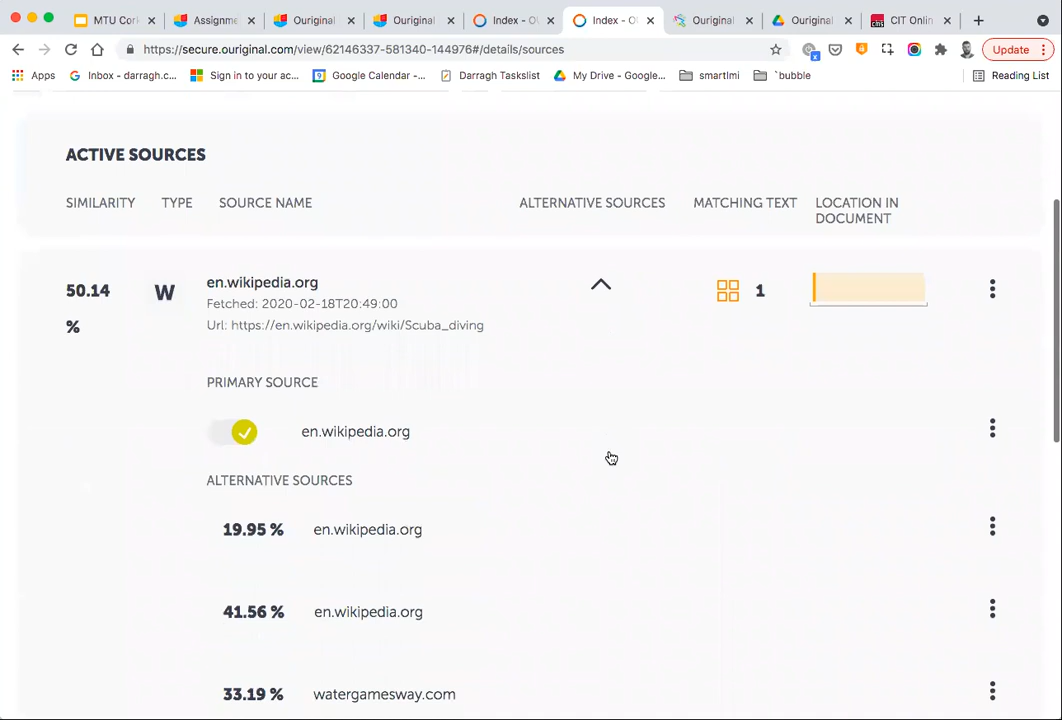 MTU Cork
Assignme
Ouriginal
Ouriginal
Index - O
Index - O
Ouriginal
Ouriginal
CIT Onlin
https://secure.ouriginal.com/view/62146337-581340-144976#/details/sources
Update
Apps
Inbox - darragh.c...
Sign in to your ac...
Google Calendar -...
Darragh Taskslist
My Drive - Google...
smartlmi
`bubble
Reading List
ACTIVE SOURCES
SIMILARITY TYPE SOURCE NAME ALTERNATIVE SOURCES MATCHING TEXT LOCATION IN
DOCUMENT
50.14
%
W
en.wikipedia.org
Fetched: 2020-02-18T20:49:00
Url: https://en.wikipedia.org/wiki/Scuba_diving
1
PRIMARY SOURCE
en.wikipedia.org
ALTERNATIVE SOURCES
19.95 % en.wikipedia.org
41.56 % en.wikipedia.org
33.19 % watergamesway.com